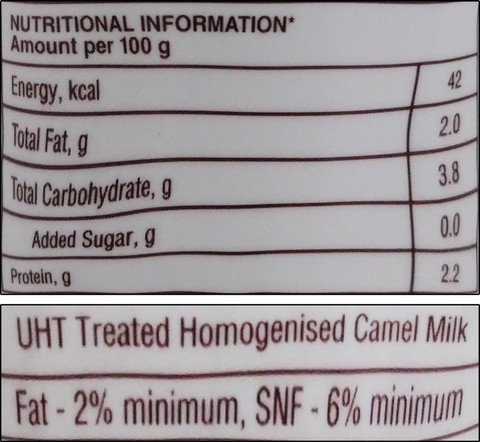 NUTRITIONAL INFORMATION*
Amount per 100 g
Energy, kcal 42
Total Fat, g 2.0
Total Carbohydrate, g 3.8
Added Sugar, g 0.0
Protein, g 2.2
UHT Treated Homogenised Camel Milk
Fat - 2% minimum, SNF - 6% minimum